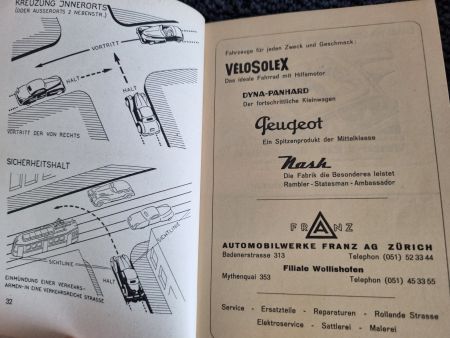 KREUZUNG INNERORTS
(ODER AUSSERORTS 2 NEBENSTR.)
VORTRITT
HALT
HALT
VORTRITT DER VON RECHTS
SICHERHEITSHALT
SICHTLINIE
SICHTLINIE
HALT
EINMÜNDUNG EINER VERKEHRS-
ARMEN-IN EINE VERKEHRSREICHE STRASSE
32
Fahrzeuge für jeden Zweck und Geschmack:
VELOSOLEX
Das ideale Fahrrad mit Hilfsmotor
DYNA-PANHARD
Der fortschrittliche Kleinwagen
Peugeot
Ein Spitzenprodukt der Mittelklasse
Nash
Die Fabrik die Besonderes leistet
Rambler - Statesman - Ambassador
FRANZ
AUTOMOBILWERKE FRANZ AG ZÜRICH
Badenerstrasse 313 Telephon (051) 52 33 44
Filiale Wollishofen
Mythenquai 353 Telephon (051) 45 33 55
Service - Ersatzteile - Reparaturen - Rollende Strasse
Elektroservice - Sattlerei - Malerei